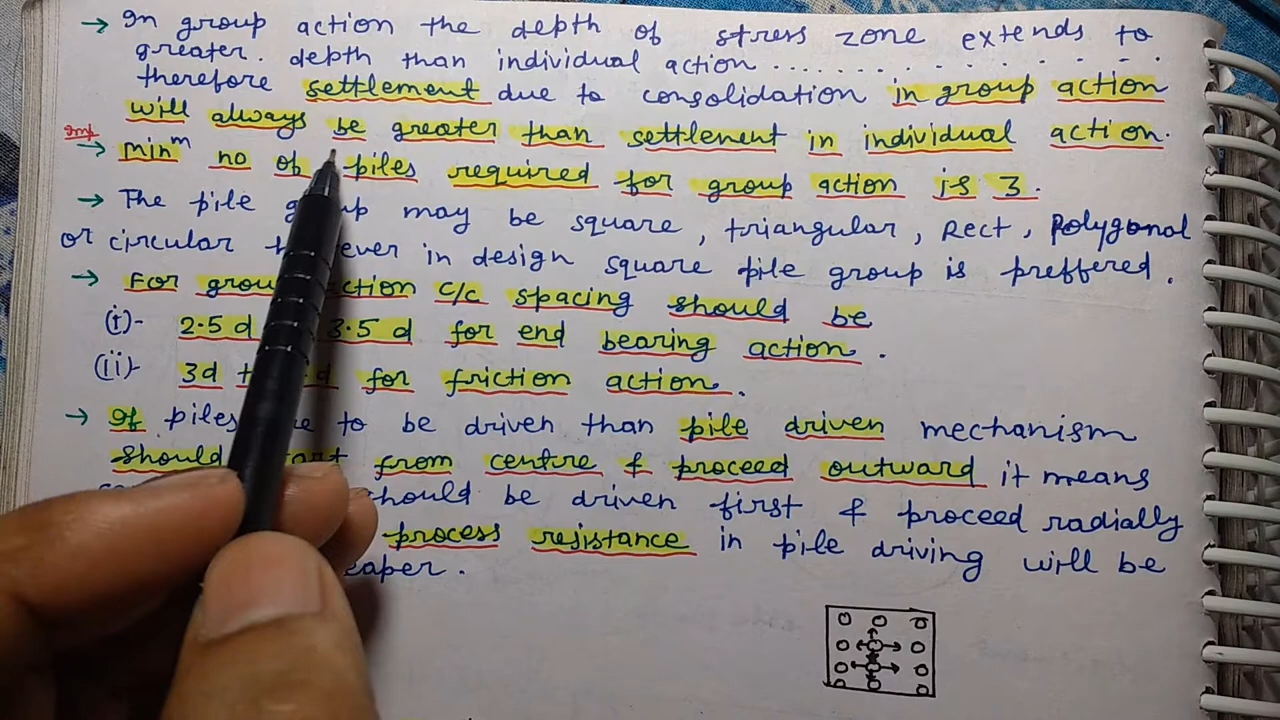 → In group action the depth of stress zone extends to
greater. depth than individual action ..............
therefore settlement due to consolidation in group action
will always be greater than settlement in individual action.
Imp
→ minᵐ no of piles required for group action is 3.
→ The pile group may be square, triangular, Rect, Polygonal
or circular however in design square pile group is preffered.
→ For group action c/c spacing should be
(i)- 2.5 d 3.5 d for end bearing action.
(ii)- 3d d for friction action.
→ If piles to be driven than pile driven mechanism
should start from centre & proceed outward it means
should be driven first & proceed radially
process resistance in pile driving will be